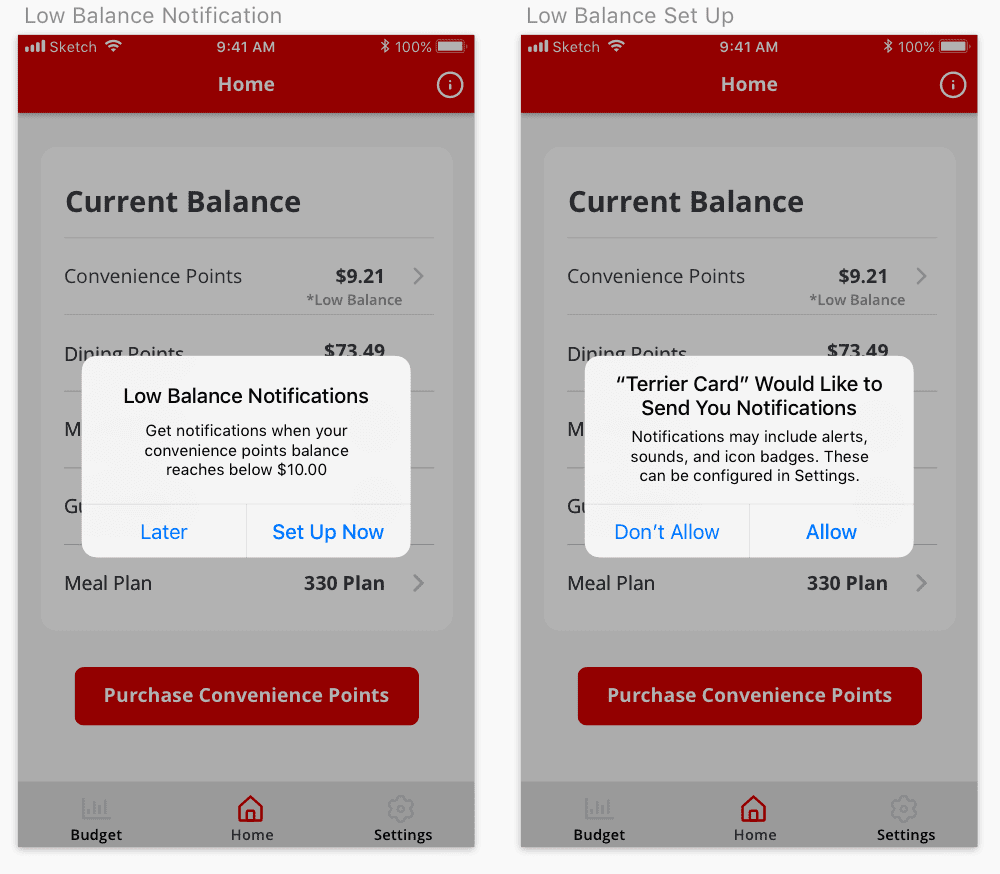 Low Balance Notification
Sketch 9:41 AM 100%
Home
Current Balance
Convenience Points $9.21
*Low Balance
Dining Points $73.49
M
Low Balance Notifications
Get notifications when your
convenience points balance
reaches below $10.00
Gu
Later Set Up Now
Meal Plan 330 Plan
Purchase Convenience Points
Budget Home Settings
Low Balance Set Up
Sketch 9:41 AM 100%
Home
Current Balance
Convenience Points $9.21
*Low Balance
Dining Points $73.49
“Terrier Card” Would Like to
Send You Notifications
M
Notifications may include alerts,
sounds, and icon badges. These
can be configured in Settings.
Gu
Don’t Allow Allow
Meal Plan 330 Plan
Purchase Convenience Points
Budget Home Settings